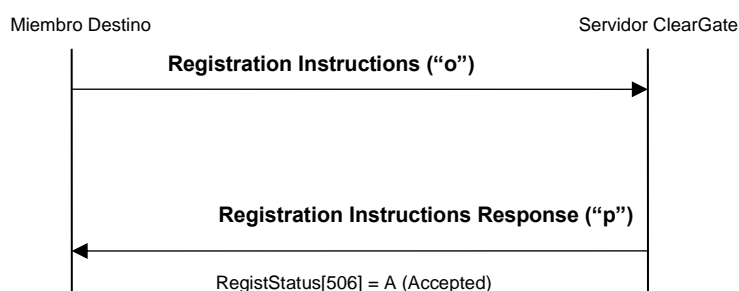 Miembro Destino
Servidor ClearGate
Registration Instructions (“o”)
Registration Instructions Response (“p”)
RegistStatus[506] = A (Accepted)